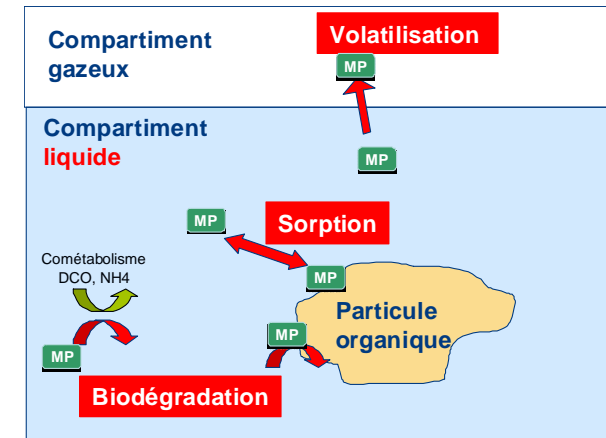 Compartiment
gazeux
Volatilisation
MP
Compartiment
liquide
MP
MP
Sorption
Cométabolisme
DCO, NH4
MP
Particule
organique
MP
MP
Biodégradation